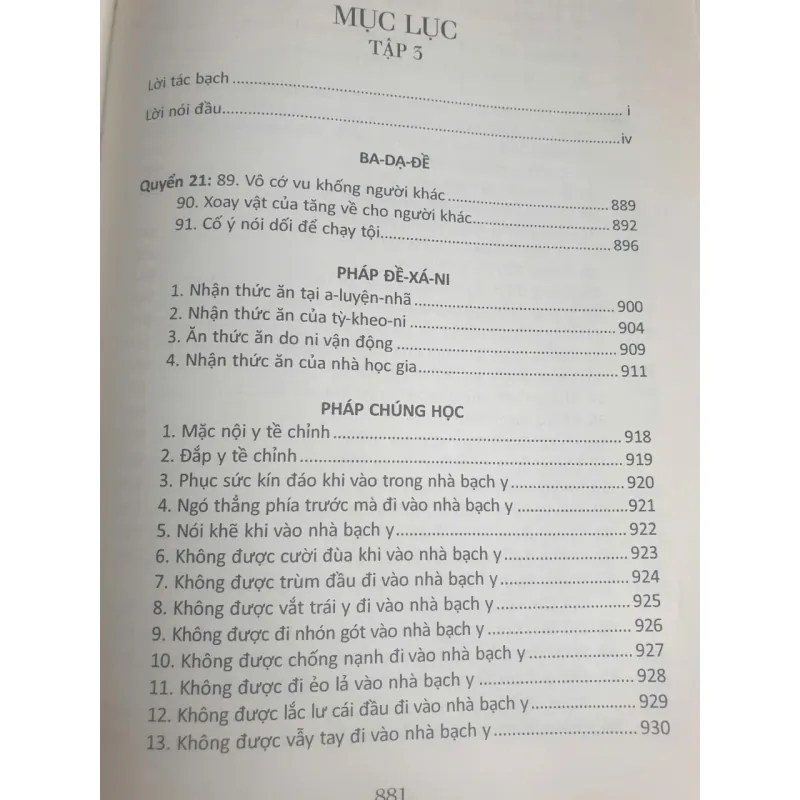 MỤC LỤC
TẬP 3
Lời tác bạch ........ i
Lời nói đầu ........ iv
BA-DẠ-ĐỀ
Quyển 21: 89. Vô cớ vu khống người khác ........ 889
90. Xoay vật của tăng về cho người khác ........ 892
91. Cố ý nói dối để chạy tội ........ 896
PHÁP ĐỀ-XÁ-NI
1. Nhận thức ăn tại a-luyện-nhã ........ 900
2. Nhận thức ăn của tỳ-kheo-ni ........ 904
3. Ăn thức ăn do ni vận động ........ 909
4. Nhận thức ăn của nhà học gia ........ 911
PHÁP CHÚNG HỌC
1. Mặc nội y tề chỉnh ........ 918
2. Đắp y tề chỉnh ........ 919
3. Phục sức kín đáo khi vào trong nhà bạch y ........ 920
4. Ngó thẳng phía trước mà đi vào nhà bạch y ........ 921
5. Nói khẽ khi vào nhà bạch y ........ 922
6. Không được cười đùa khi vào nhà bạch y ........ 923
7. Không được trùm đầu đi vào nhà bạch y ........ 924
8. Không được vắt trái y đi vào nhà bạch y ........ 925
9. Không được đi nhón gót vào nhà bạch y ........ 926
10. Không được chống nạnh đi vào nhà bạch y ........ 927
11. Không được đi ẻo lả vào nhà bạch y ........ 928
12. Không được lắc lư cái đầu đi vào nhà bạch y ........ 929
13. Không được vẫy tay đi vào nhà bạch y ........ 930
881